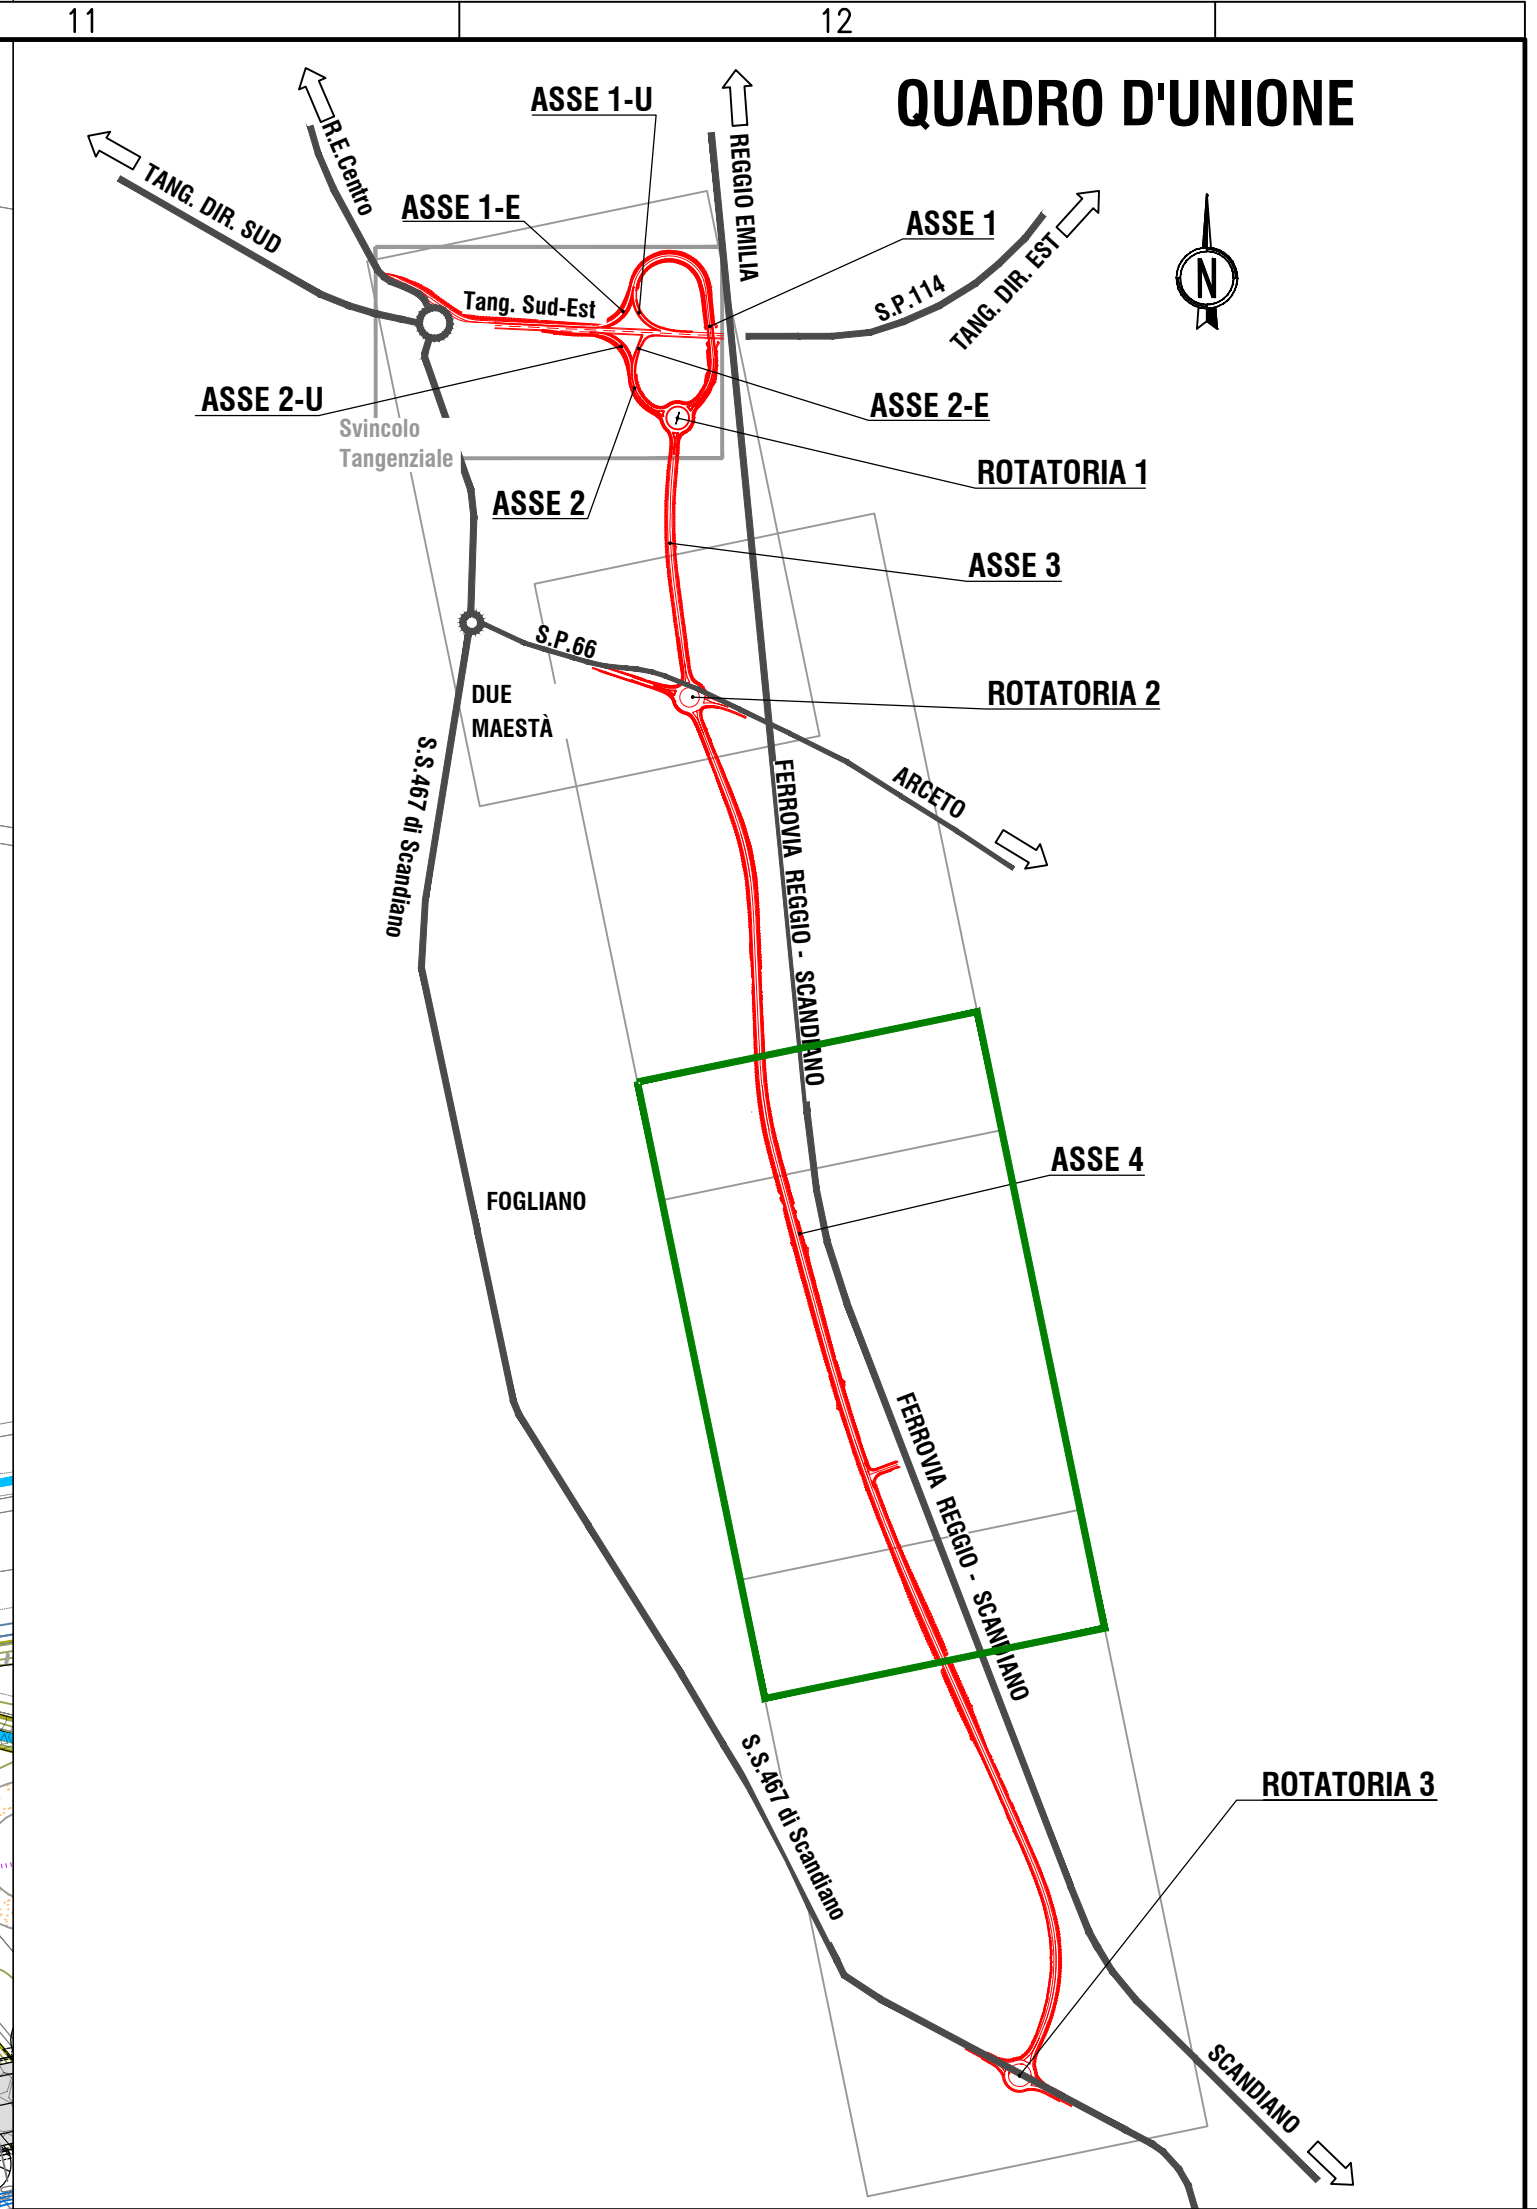 11
12
QUADRO D'UNIONE
ASSE 1-U
R.E.Centro
REGGIO EMILIA
TANG. DIR. SUD
ASSE 1-E
ASSE 1
TANG. DIR. EST
S.P.114
N
Tang. Sud-Est
ASSE 2-U
ASSE 2-E
Svincolo
Tangenziale
ROTATORIA 1
ASSE 2
ASSE 3
S.P.66
DUE
MAESTÀ
ROTATORIA 2
S.S.467 di Scandiano
FERROVIA REGGIO - SCANDIANO
ARCETO
ASSE 4
FOGLIANO
FERROVIA REGGIO - SCANDIANO
S.S.467 di Scandiano
ROTATORIA 3
SCANDIANO